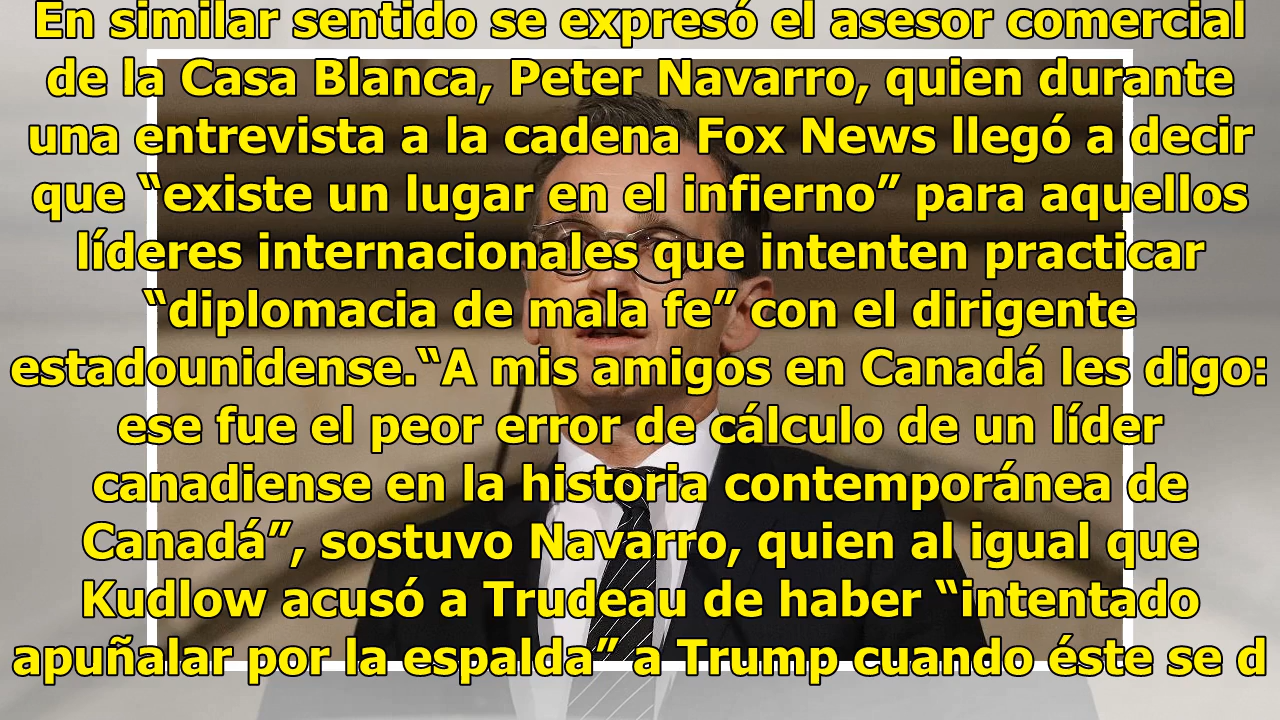 En similar sentido se expresó el asesor comercial
de la Casa Blanca, Peter Navarro, quien durante
una entrevista a la cadena Fox News llegó a decir
que “existe un lugar en el infierno” para aquellos
líderes internacionales que intenten practicar
“diplomacia de mala fe” con el dirigente
estadounidense.“A mis amigos en Canadá les digo:
ese fue el peor error de cálculo de un líder
canadiense en la historia contemporánea de
Canadá”, sostuvo Navarro, quien al igual que
Kudlow acusó a Trudeau de haber “intentado
apuñalar por la espalda” a Trump cuando éste se d